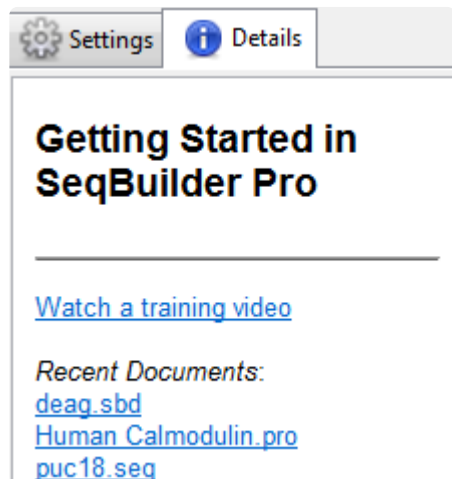 Settings
Details
Getting Started in
SeqBuilder Pro
Watch a training video
Recent Documents:
deag.sbd
Human Calmodulin.pro
puc18.seq